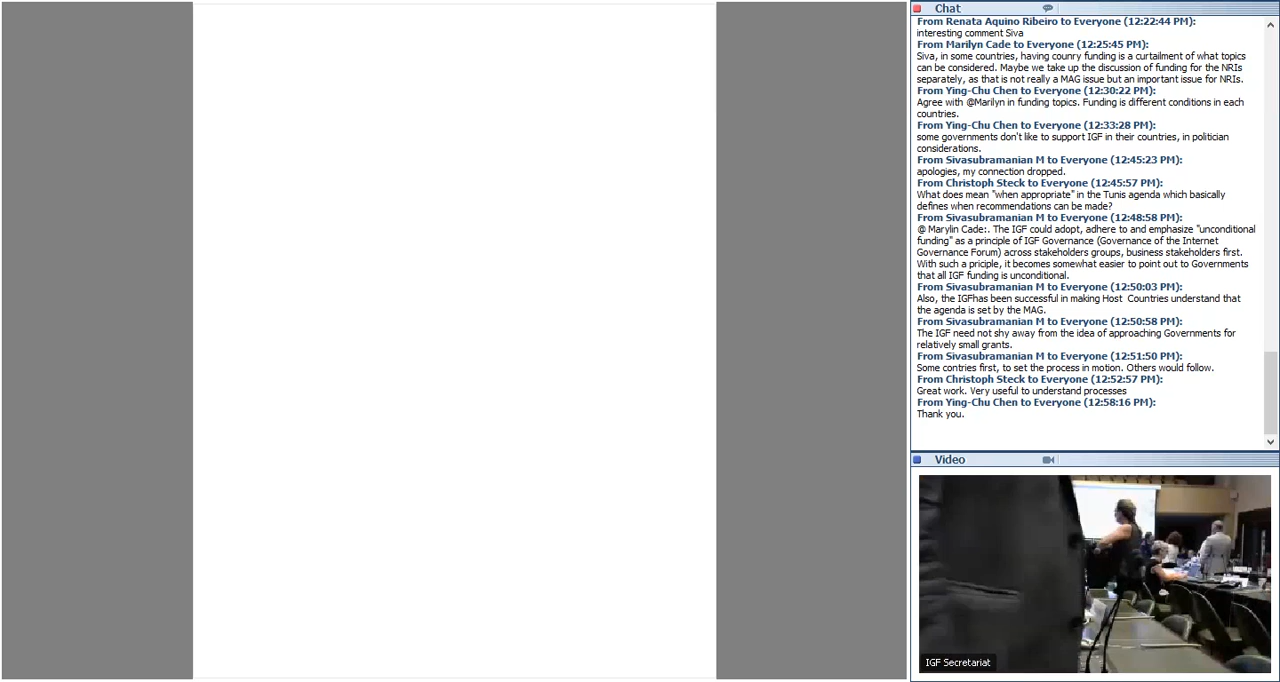 Chat
From Renata Aquino Ribeiro to Everyone (12:22:44 PM):
interesting comment Siva
From Marilyn Cade to Everyone (12:25:45 PM):
Siva, in some countries, having counry funding is a curtailment of what topics
can be considered. Maybe we take up the discussion of funding for the NRIs
separately, as that is not really a MAG issue but an important issue for NRIs.
From Ying-Chu Chen to Everyone (12:30:22 PM):
Agree with @Marilyn in funding topics. Funding is different conditions in each
countries.
From Ying-Chu Chen to Everyone (12:33:28 PM):
some governments don't like to support IGF in their countries, in politician
considerations.
From Sivasubramanian M to Everyone (12:45:23 PM):
apologies, my connection dropped.
From Christoph Steck to Everyone (12:45:57 PM):
What does mean "when appropriate" in the Tunis agenda which basically
defines when recommendations can be made?
From Sivasubramanian M to Everyone (12:48:58 PM):
@ Marylin Cade:. The IGF could adopt, adhere to and emphasize "unconditional
funding" as a principle of IGF Governance (Governance of the Internet
Governance Forum) across stakeholders groups, business stakeholders first.
With such a priciple, it becomes somewhat easier to point out to Governments
that all IGF funding is unconditional.
From Sivasubramanian M to Everyone (12:50:03 PM):
Also, the IGFhas been successful in making Host  Countries understand that
the agenda is set by the MAG.
From Sivasubramanian M to Everyone (12:50:58 PM):
The IGF need not shy away from the idea of approaching Governments for
relatively small grants.
From Sivasubramanian M to Everyone (12:51:50 PM):
Some contries first, to set the process in motion. Others would follow.
From Christoph Steck to Everyone (12:52:57 PM):
Great work. Very useful to understand processes
From Ying-Chu Chen to Everyone (12:58:16 PM):
Thank you.
Video
IGF Secretariat